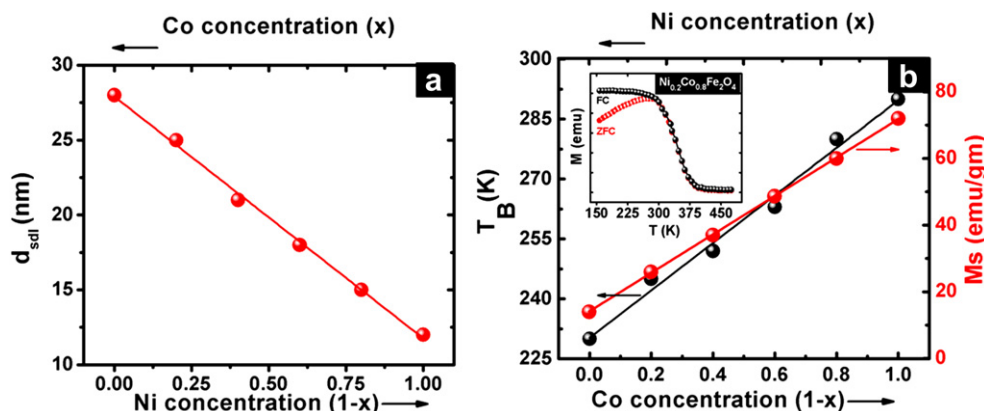 Co concentration (x)
a
30
25
20
15
10
d_sdl (nm)
0.00 0.25 0.50 0.75 1.00
Ni concentration (1-x)
Ni concentration (x)
b
300
285
270
255
240
225
T_B (K)
Ni0.2Co0.8Fe2O4
FC
ZFC
M (emu)
150 225 300 375 450
T (K)
80
60
40
20
0
Ms (emu/gm)
0.0 0.2 0.4 0.6 0.8 1.0
Co concentration (1-x)